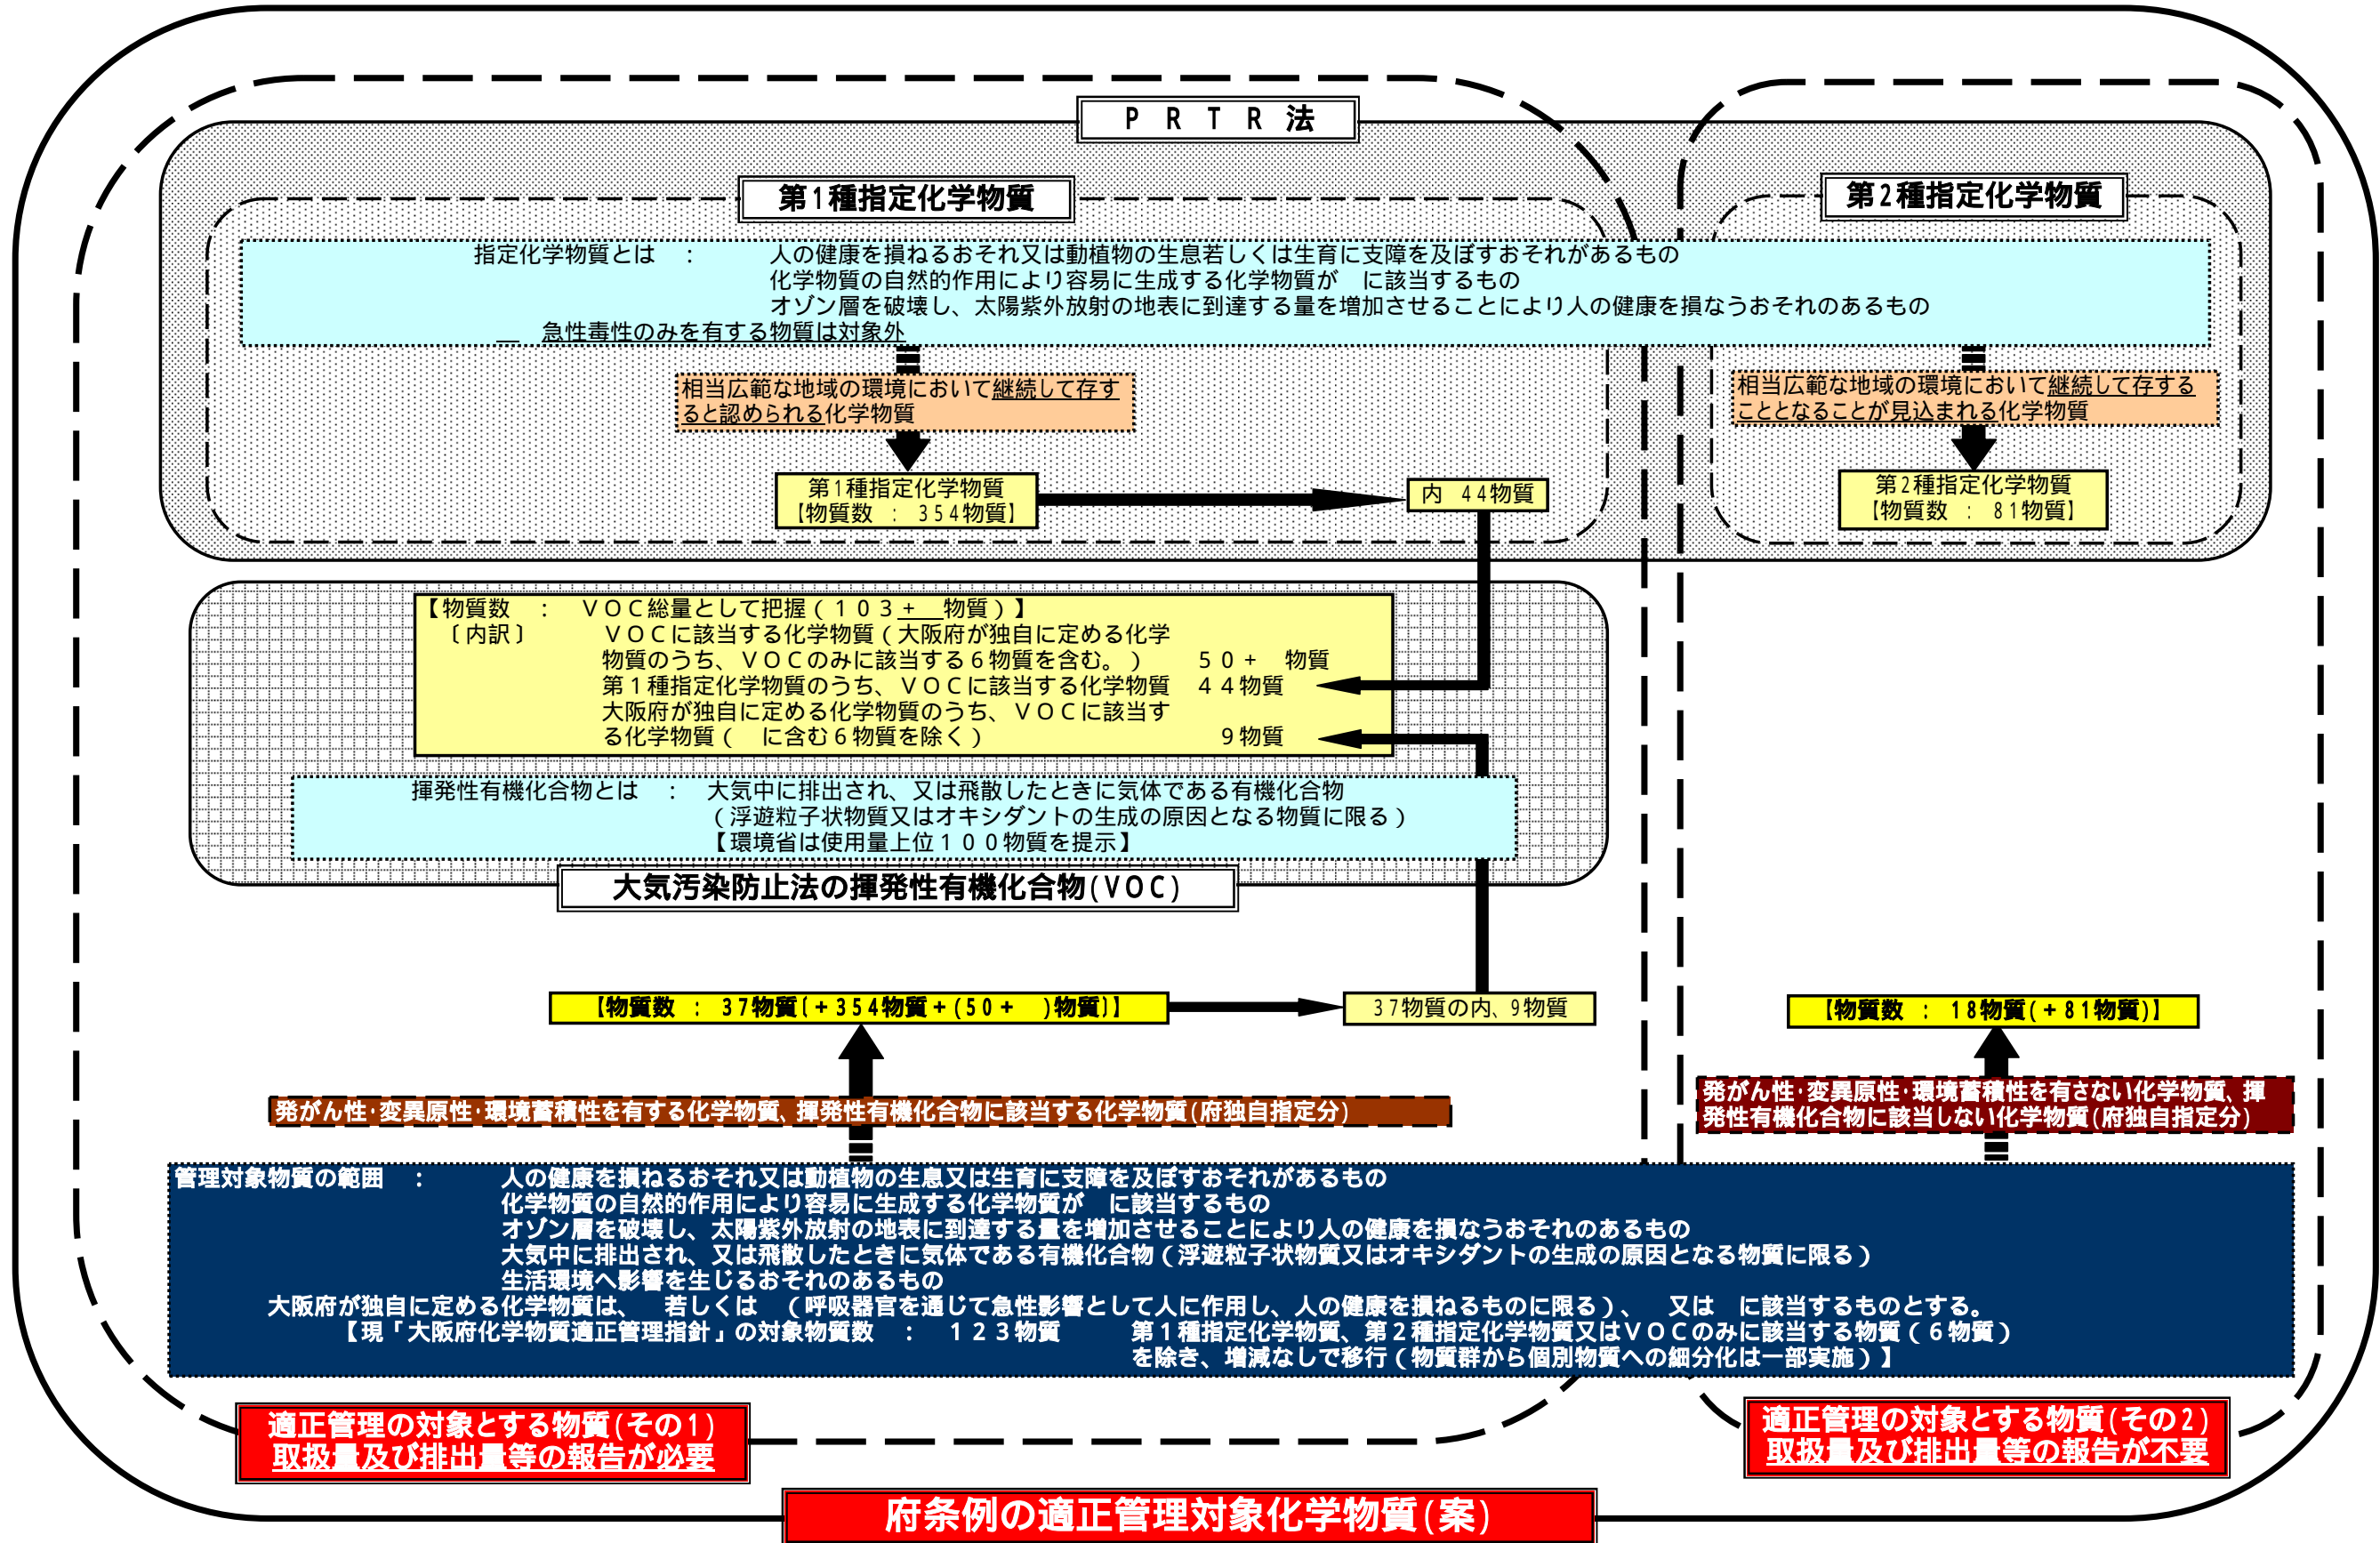 ＰＲＴＲ法
第1種指定化学物質
第2種指定化学物質
指定化学物質とは　：　人の健康を損ねるおそれ又は動植物の生息若しくは生育に支障を及ぼすおそれがあるもの
化学物質の自然的作用により容易に生成する化学物質が　に該当するもの
オゾン層を破壊し、太陽紫外放射の地表に到達する量を増加させることにより人の健康を損なうおそれのあるもの
急性毒性のみを有する物質は対象外
相当広範な地域の環境において継続して存す
ると認められる化学物質
相当広範な地域の環境において継続して存する
こととなることが見込まれる化学物質
第1種指定化学物質
【物質数　：　354物質】
内　44物質
第2種指定化学物質
【物質数　：　81物質】
【物質数　：　ＶＯＣ総量として把握（１０３＋　物質）】
〔内訳〕　ＶＯＣに該当する化学物質（大阪府が独自に定める化学
物質のうち、ＶＯＣのみに該当する６物質を含む。）　５０＋　物質
第１種指定化学物質のうち、ＶＯＣに該当する化学物質　４４物質
大阪府が独自に定める化学物質のうち、ＶＯＣに該当す
る化学物質（　に含む６物質を除く）　９物質
揮発性有機化合物とは　：　大気中に排出され、又は飛散したときに気体である有機化合物
（浮遊粒子状物質又はオキシダントの生成の原因となる物質に限る）
【環境省は使用量上位１００物質を提示】
大気汚染防止法の揮発性有機化合物(VOC)
【物質数　：　37物質〔+354物質+(50+　)物質〕】
37物質の内、9物質
【物質数　：　18物質(+81物質)】
発がん性・変異原性・環境蓄積性を有する化学物質、揮発性有機化合物に該当する化学物質(府独自指定分)
発がん性・変異原性・環境蓄積性を有さない化学物質、揮
発性有機化合物に該当しない化学物質(府独自指定分)
管理対象物質の範囲　：　人の健康を損ねるおそれ又は動植物の生息又は生育に支障を及ぼすおそれがあるもの
化学物質の自然的作用により容易に生成する化学物質が　に該当するもの
オゾン層を破壊し、太陽紫外放射の地表に到達する量を増加させることにより人の健康を損なうおそれのあるもの
大気中に排出され、又は飛散したときに気体である有機化合物（浮遊粒子状物質又はオキシダントの生成の原因となる物質に限る）
生活環境へ影響を生じるおそれのあるもの
大阪府が独自に定める化学物質は、　若しくは　（呼吸器官を通じて急性影響として人に作用し、人の健康を損ねるものに限る）、　又は　に該当するものとする。
【現「大阪府化学物質適正管理指針」の対象物質数　：　１２３物質　第１種指定化学物質、第２種指定化学物質又はＶＯＣのみに該当する物質（６物質）
を除き、増減なしで移行（物質群から個別物質への細分化は一部実施）】
適正管理の対象とする物質(その1)
取扱量及び排出量等の報告が必要
適正管理の対象とする物質(その2)
取扱量及び排出量等の報告が不要
府条例の適正管理対象化学物質(案)